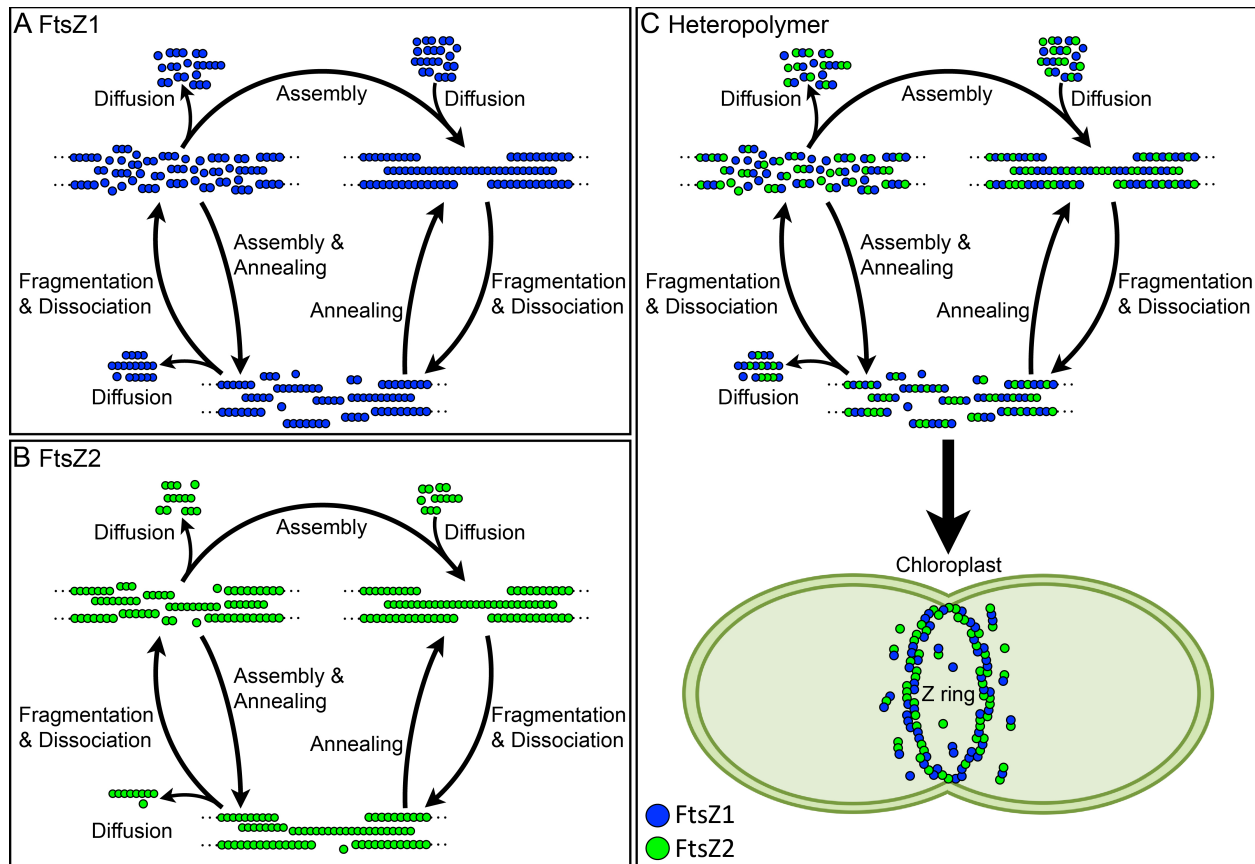 A FtsZ1
Diffusion
Assembly
Diffusion
Assembly &
Annealing
Fragmentation
& Dissociation
Annealing
Fragmentation
& Dissociation
Diffusion
B FtsZ2
Diffusion
Assembly
Diffusion
Assembly &
Annealing
Fragmentation
& Dissociation
Annealing
Fragmentation
& Dissociation
Diffusion
C Heteropolymer
Diffusion
Assembly
Diffusion
Assembly &
Annealing
Fragmentation
& Dissociation
Annealing
Fragmentation
& Dissociation
Diffusion
Chloroplast
Z ring
FtsZ1
FtsZ2